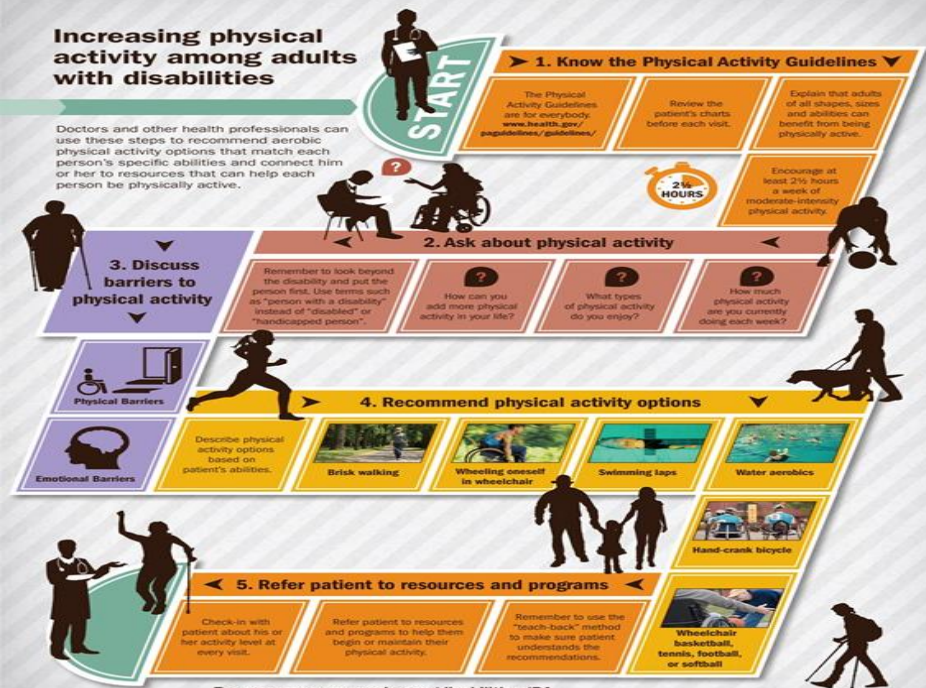 Increasing physical
activity among adults
with disabilities
Doctors and other health professionals can
use these steps to recommend aerobic
physical activity options that match each
person's specific abilities and connect him
or her to resources that can help each
person be physically active.
START
1. Know the Physical Activity Guidelines
The Physical
Activity Guidelines
are for everybody.
www.health.gov/
paguidelines/guidelines/
Review the
patient's charts
before each visit.
Explain that adults
of all shapes, sizes
and abilities can
benefit from being
physically active.
Encourage at
least 2½ hours
a week of
moderate-intensity
physical activity.
2½
HOURS
?
2. Ask about physical activity
?
How much
physical activity
are you currently
doing each week?
?
What types
of physical activity
do you enjoy?
?
How can you
add more physical
activity in your life?
Remember to look beyond
the disability and put the
person first. Use terms such
as "person with a disability"
instead of "disabled" or
"handicapped person".
3. Discuss
barriers to
physical activity
Physical Barriers
Emotional Barriers
4. Recommend physical activity options
Describe physical
activity options
based on
patient's abilities.
Brisk walking
Wheeling oneself
in wheelchair
Swimming laps
Water aerobics
Hand-crank bicycle
Wheelchair
basketball,
tennis, football,
or softball
5. Refer patient to resources and programs
Remember to use the
"teach-back" method
to make sure patient
understands the
recommendations.
Refer patient to resources
and programs to help them
begin or maintain their
physical activity.
Check-in with
patient about his or
her activity level at
every visit.